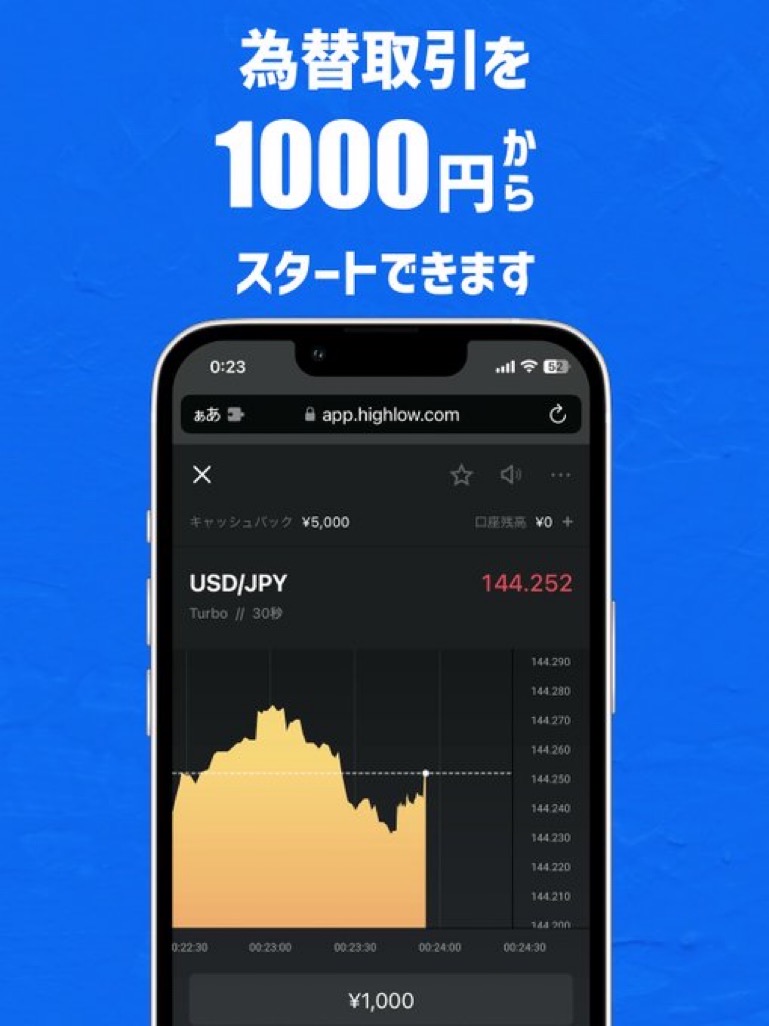 為替取引を
1000円から
スタートできます
0:23 52
ぁあ app.highlow.com
キャッシュバック ¥5,000 口座残高 ¥0 +
USD/JPY 144.252
Turbo // 30秒
144.290
144.280
144.270
144.260
144.250
144.240
144.230
144.220
144.210
144.200
0:22:30 00:23:00 00:23:30 00:24:00 00:24:30
¥1,000